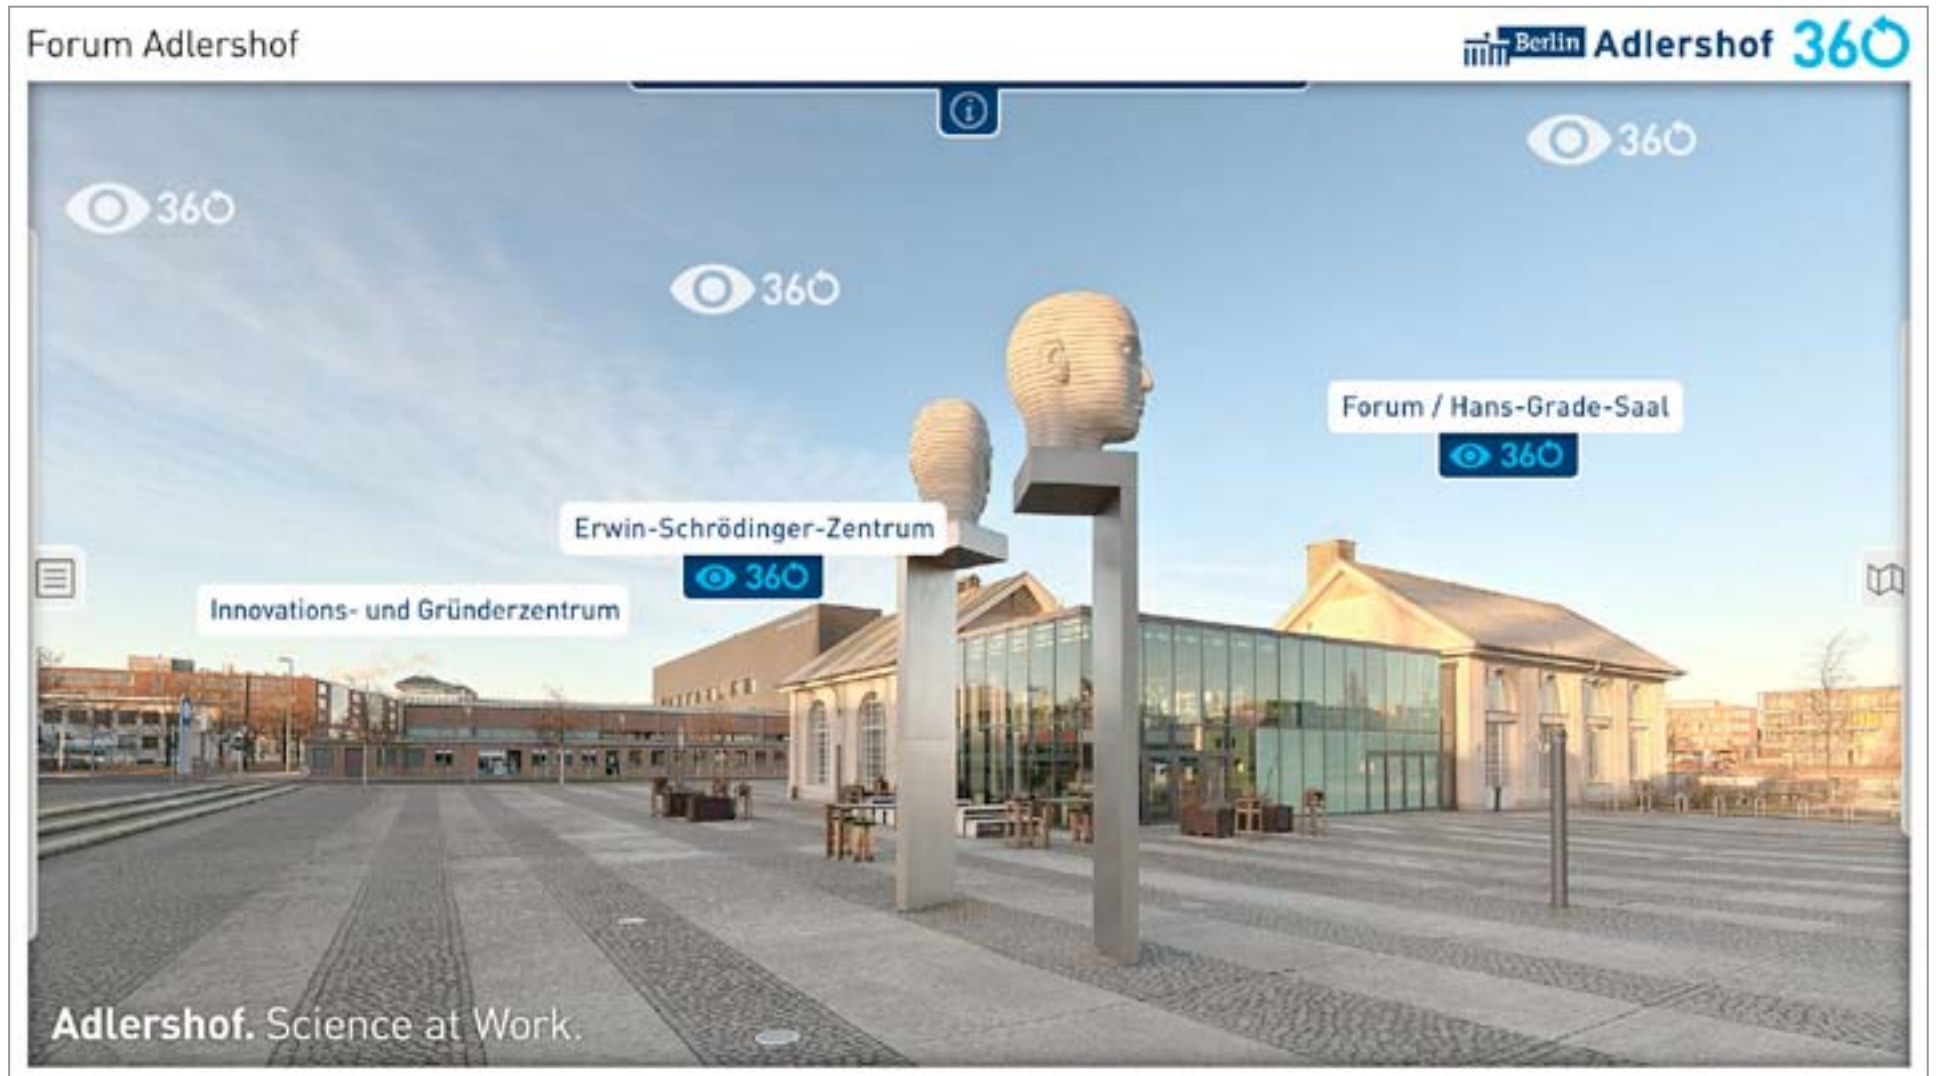 Forum Adlershof
Berlin Adlershof 360
i
360
360
360
Forum / Hans-Grade-Saal
360
Erwin-Schrödinger-Zentrum
360
Innovations- und Gründerzentrum
Adlershof. Science at Work.